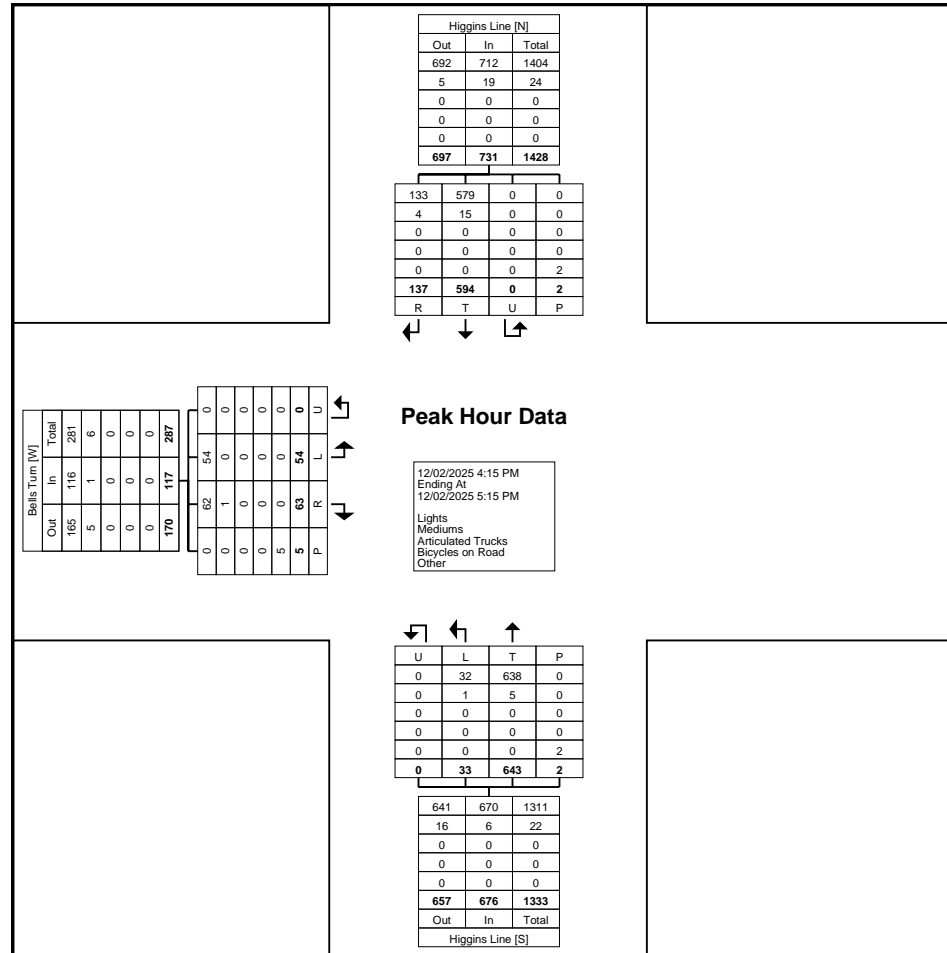 Higgins Line [N]
Out In Total
692 712 1404
5 19 24
0 0 0
0 0 0
0 0 0
697 731 1428
133 579 0 0
4 15 0 0
0 0 0 0
0 0 0 0
0 0 0 2
137 594 0 2
R T U P
Bells Turn [W]
Out In Total
165 116 281
5 1 6
0 0 0
0 0 0
0 0 0
170 117 287
0 62 54 0
0 1 0 0
0 0 0 0
0 0 0 0
5 0 0 0
5 63 54 0
P R L U
Peak Hour Data
12/02/2025 4:15 PM
Ending At
12/02/2025 5:15 PM
Lights
Mediums
Articulated Trucks
Bicycles on Road
Other
U L T P
0 32 638 0
0 1 5 0
0 0 0 0
0 0 0 0
0 0 0 2
0 33 643 2
641 670 1311
16 6 22
0 0 0
0 0 0
0 0 0
657 676 1333
Out In Total
Higgins Line [S]